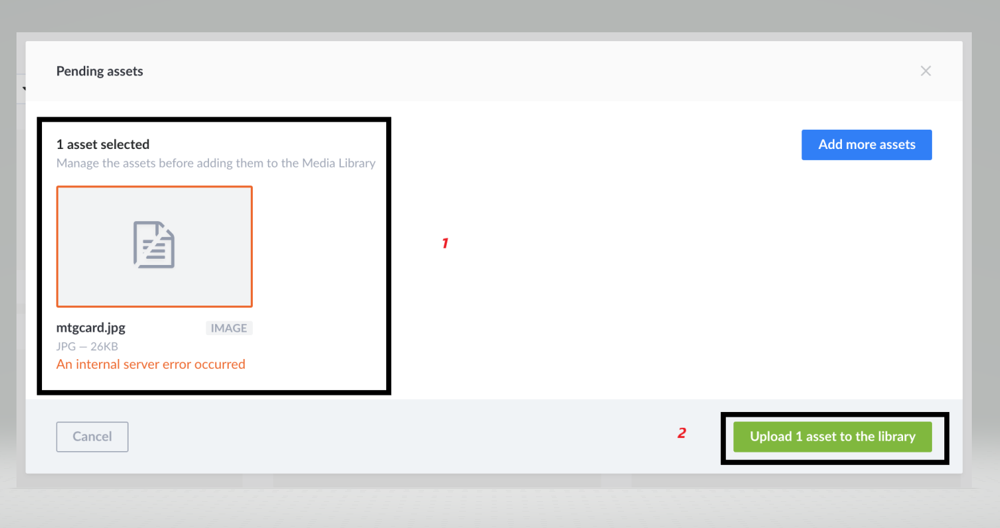 Pending assets
1 asset selected
Manage the assets before adding them to the Media Library
Add more assets
mtgcard.jpg
IMAGE
JPG — 26KB
An internal server error occurred
1
Cancel
2
Upload 1 asset to the library